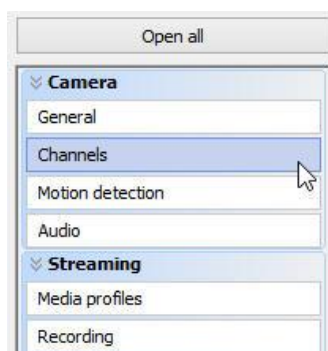 Open all
Camera
General
Channels
Motion detection
Audio
Streaming
Media profiles
Recording